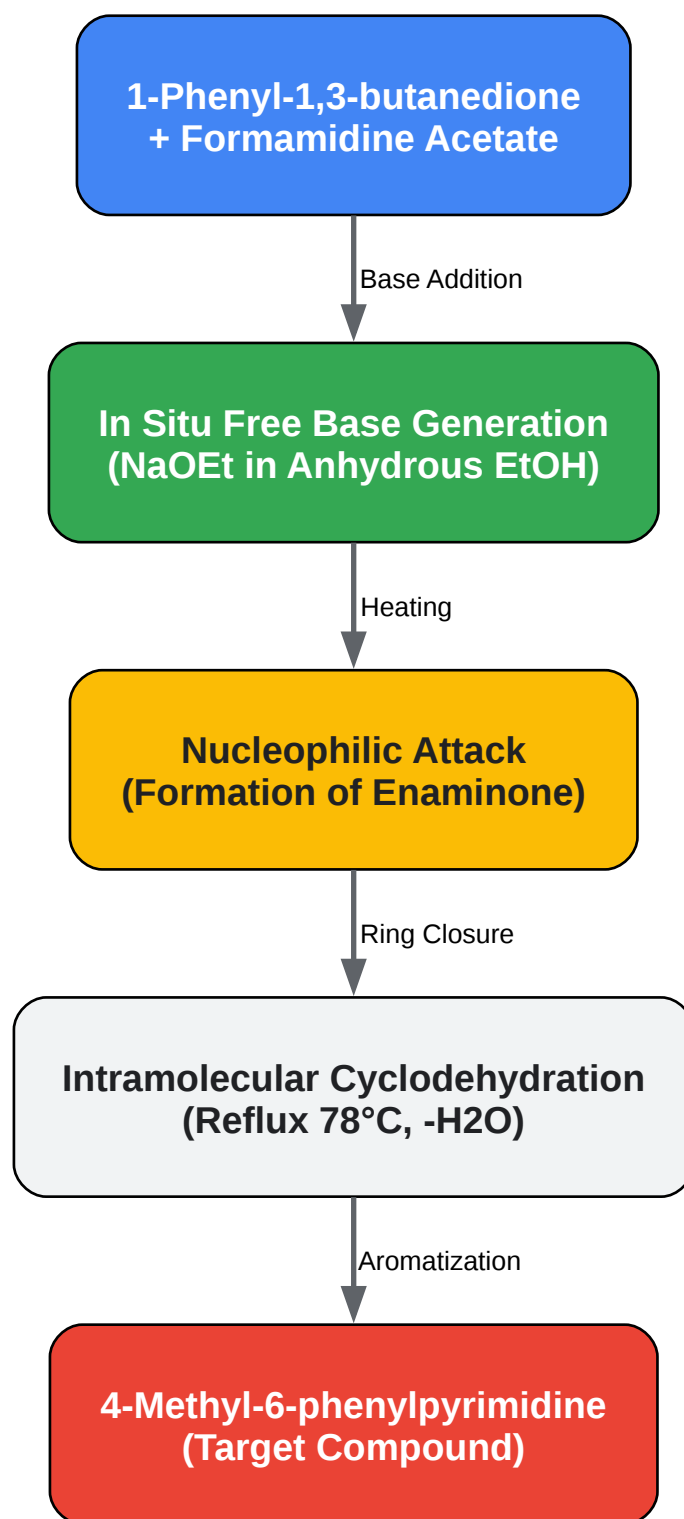 1-Phenyl-1,3-butanedione
+ Formamidine Acetate
Base Addition
In Situ Free Base Generation
(NaOEt in Anhydrous EtOH)
Heating
Nucleophilic Attack
(Formation of Enaminone)
Ring Closure
Intramolecular Cyclodehydration
(Reflux 78°C, -H2O)
Aromatization
4-Methyl-6-phenylpyrimidine
(Target Compound)